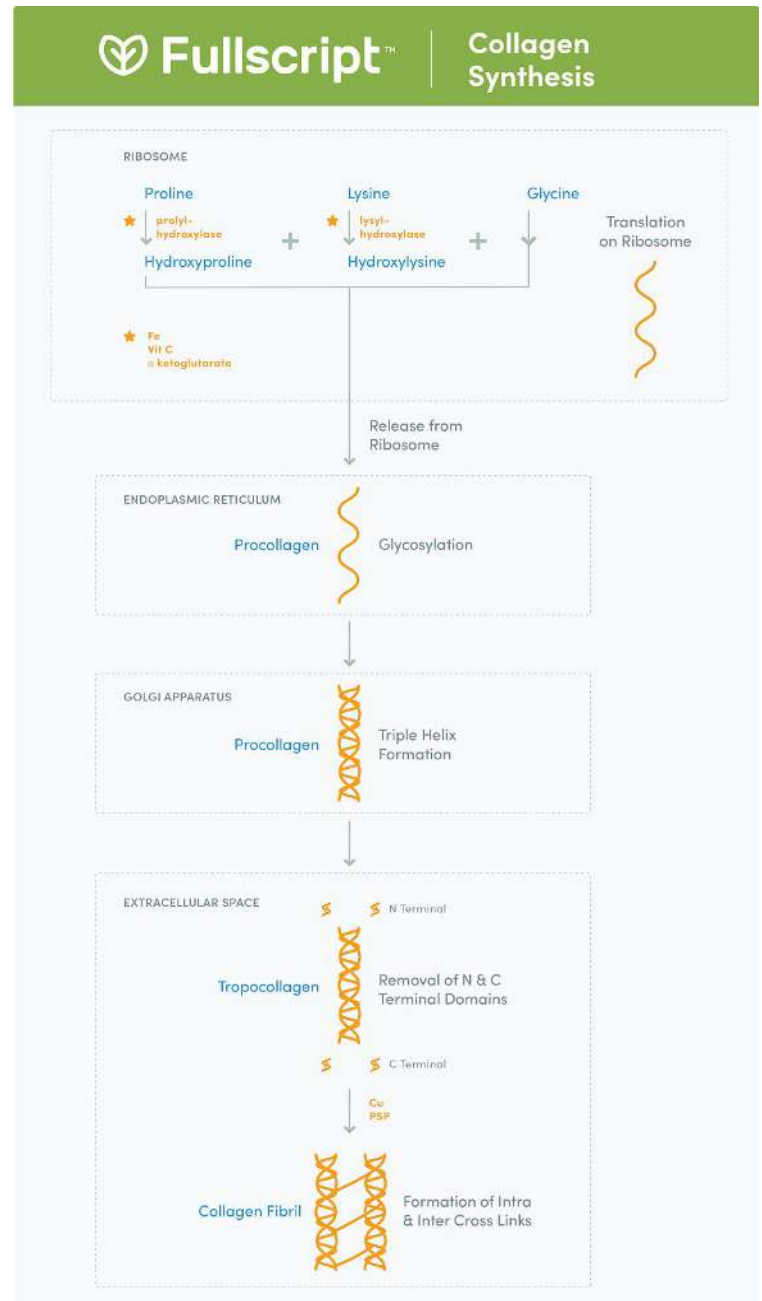 Fullscript™
Collagen
Synthesis
RIBOSOME
Proline
Lysine
Glycine
prolyl-
hydroxylase
+
lysyl-
hydroxylase
+
Hydroxyproline
Hydroxylysine
Translation
on Ribosome
★ Fe
Vit C
α ketoglutarate
Release from
Ribosome
ENDOPLASMIC RETICULUM
Procollagen
Glycosylation
GOLGI APPARATUS
Procollagen
Triple Helix
Formation
EXTRACELLULAR SPACE
N Terminal
Tropocollagen
Removal of N & C
Terminal Domains
C Terminal
Cu
P5P
Collagen Fibril
Formation of Intra
& Inter Cross Links